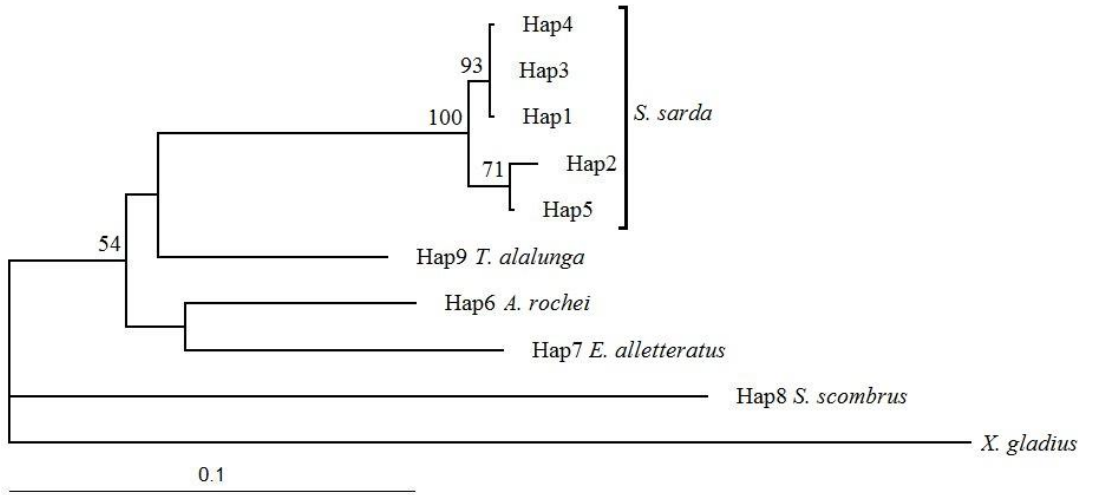 Hap4
93
Hap3
100
Hap1
S. sarda
71
Hap2
Hap5
54
Hap9 T. alalunga
Hap6 A. rochei
Hap7 E. alletteratus
Hap8 S. scombrus
X. gladius
0.1